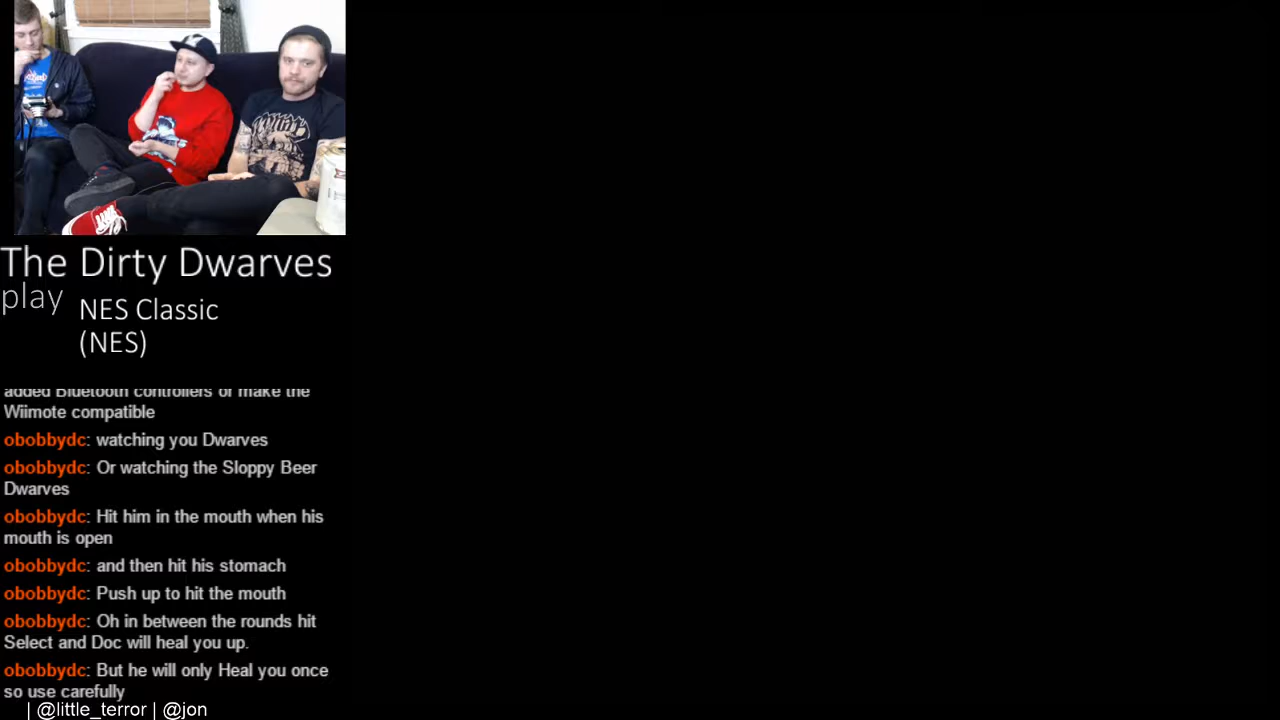 The Dirty Dwarves
play
NES Classic
(NES)
added Bluetooth controllers or make the
Wiimote compatible
obobbydc: watching you Dwarves
obobbydc: Or watching the Sloppy Beer
Dwarves
obobbydc: Hit him in the mouth when his
mouth is open
obobbydc: and then hit his stomach
obobbydc: Push up to hit the mouth
obobbydc: Oh in between the rounds hit
Select and Doc will heal you up.
obobbydc: But he will only Heal you once
so use carefully
| @little_terror | @jon